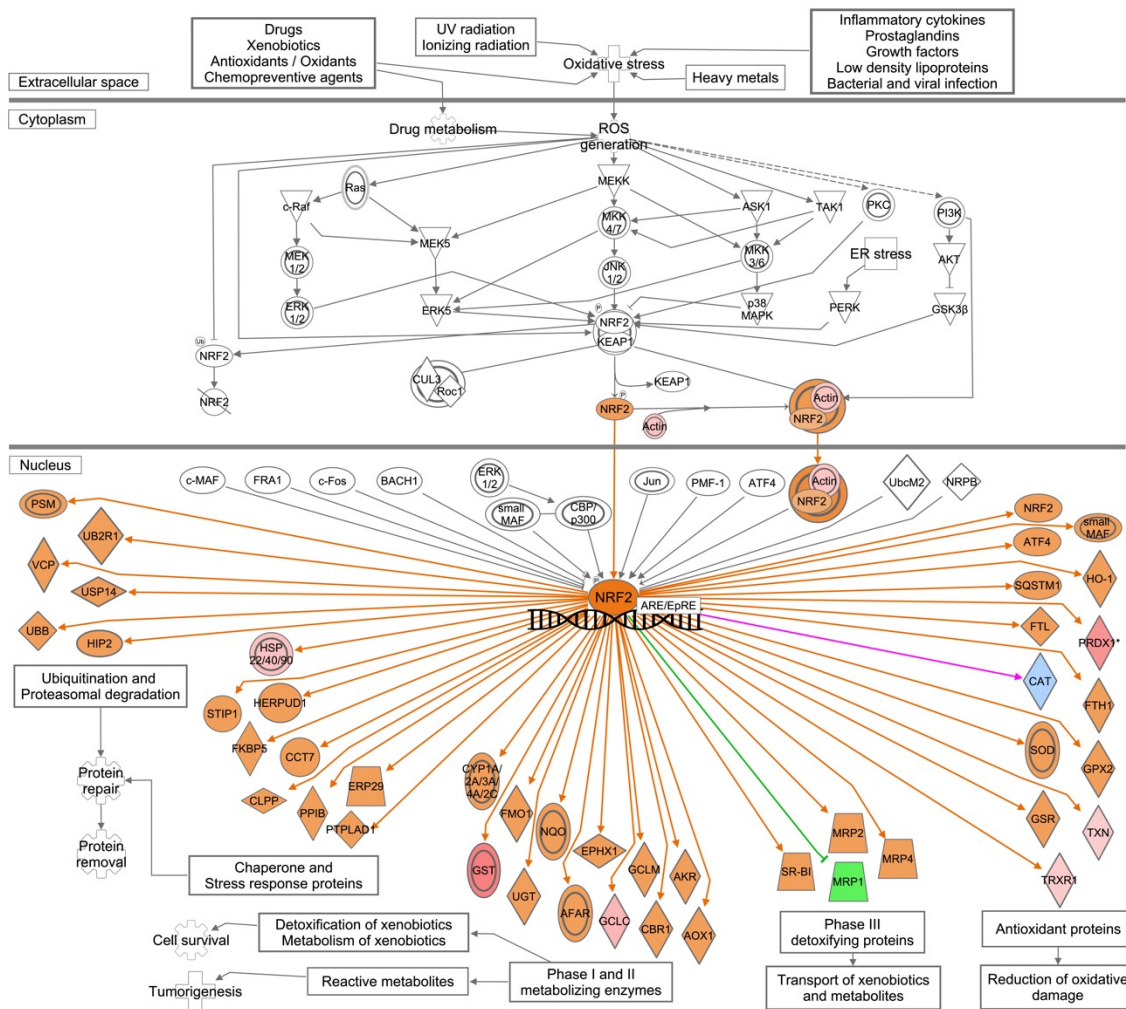 Drugs
Xenobiotics
Antioxidants / Oxidants
Chemopreventive agents
UV radiation
Ionizing radiation
Oxidative stress
Heavy metals
Inflammatory cytokines
Prostaglandins
Growth factors
Low density lipoproteins
Bacterial and viral infection
Extracellular space
Cytoplasm
Drug metabolism
ROS
generation
Ras
c-Raf
MEKK
ASK1
TAK1
PKC
PI3K
MEK5
MKK
4/7
MKK
3/6
ER stress
AKT
MEK
1/2
JNK
1/2
ERK
1/2
ERK5
p38
MAPK
PERK
GSK3β
P
NRF2
KEAP1
Ub
NRF2
NRF2
CUL3
Roc1
KEAP1
P
NRF2
Actin
Actin
NRF2
Nucleus
c-MAF
FRA1
c-Fos
BACH1
ERK
1/2
small
MAF
CBP/
p300
Jun
PMF-1
ATF4
Actin
NRF2
UbcM2
NRPB
PSM
UB2R1
VCP
USP14
UBB
HIP2
P
NRF2
ARE/EpRE
NRF2
small
MAF
ATF4
HO-1
SQSTM1
FTL
PRDX1*
CAT
FTH1
SOD
GPX2
GSR
TXN
TRXR1
HSP
22/40/90
STIP1
HERPUD1
FKBP5
CCT7
CLPP
PPIB
ERP29
PTPLAD1
CYP1A/
2A/3A/
4A/2C
FMO1
NQO
GST
UGT
AFAR
EPHX1
GCLC
GCLM
CBR1
AKR
AOX1
SR-BI
MRP2
MRP1
MRP4
Ubiquitination and
Proteasomal degradation
Protein
repair
Protein
removal
Chaperone and
Stress response proteins
Cell survival
Detoxification of xenobiotics
Metabolism of xenobiotics
Tumorigenesis
Reactive metabolites
Phase I and II
metabolizing enzymes
Phase III
detoxifying proteins
Transport of xenobiotics
and metabolites
Antioxidant proteins
Reduction of oxidative
damage